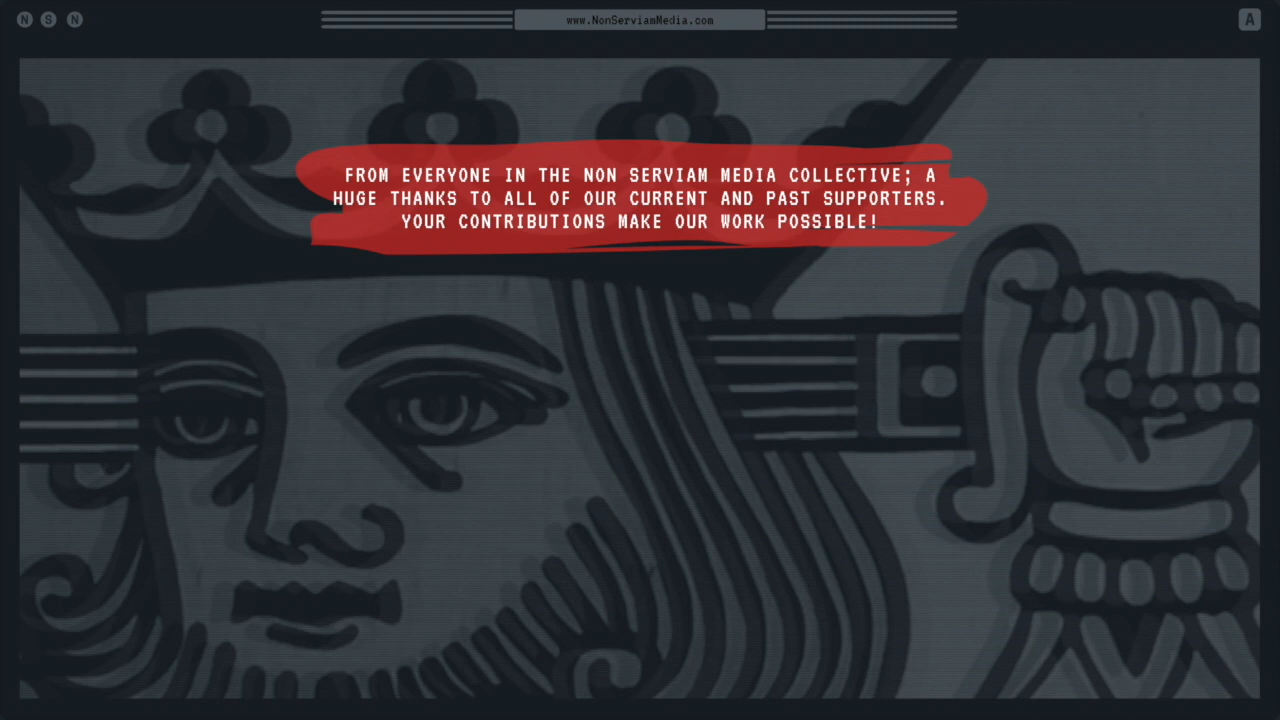 N S N
www.NonServiamMedia.com
A
FROM EVERYONE IN THE NON SERVIAM MEDIA COLLECTIVE; A
HUGE THANKS TO ALL OF OUR CURRENT AND PAST SUPPORTERS.
YOUR CONTRIBUTIONS MAKE OUR WORK POSSIBLE!